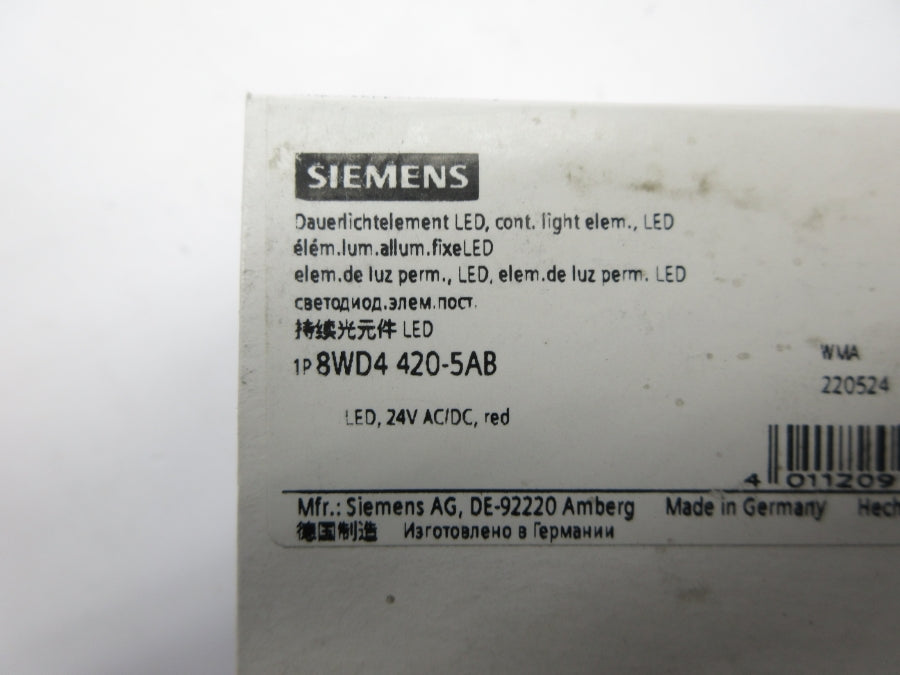 SIEMENS
Dauerlichtelement LED, cont. light elem., LED
élém.lum.allum.fixeLED
elem.de luz perm., LED, elem.de luz perm. LED
светодиод.элем.пост.
持续光元件 LED
1P 8WD4 420-5AB
WMA
220524
LED, 24V AC/DC, red
4 011209
Mfr.: Siemens AG, DE-92220 Amberg Made in Germany Hech
德国制造 Изготовлено в Германии